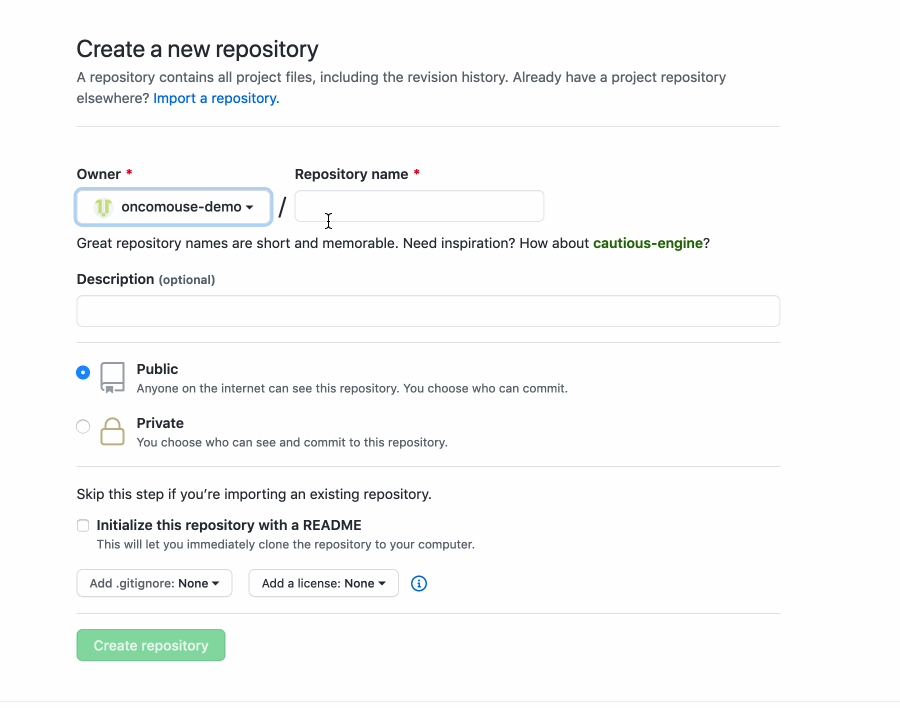 Create a new repository
A repository contains all project files, including the revision history. Already have a project repository
elsewhere? Import a repository.
Owner * Repository name *
oncomouse-demo /
Great repository names are short and memorable. Need inspiration? How about cautious-engine?
Description (optional)
Public
Anyone on the internet can see this repository. You choose who can commit.
Private
You choose who can see and commit to this repository.
Skip this step if you’re importing an existing repository.
Initialize this repository with a README
This will let you immediately clone the repository to your computer.
Add .gitignore: None Add a license: None
Create repository